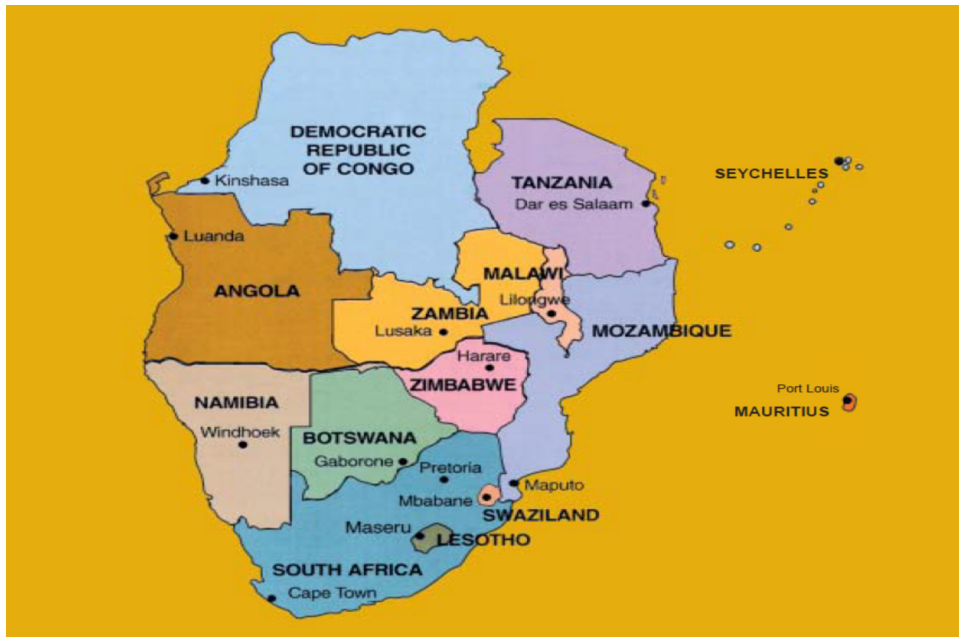 DEMOCRATIC
REPUBLIC
OF CONGO
Kinshasa
TANZANIA
Dar es Salaam
SEYCHELLES
Luanda
ANGOLA
MALAWI
Lilongwe
ZAMBIA
Lusaka
MOZAMBIQUE
Harare
ZIMBABWE
Port Louis
MAURITIUS
NAMIBIA
Windhoek
BOTSWANA
Gaborone
Pretoria
Maputo
Mbabane
SWAZILAND
Maseru
LESOTHO
SOUTH AFRICA
Cape Town